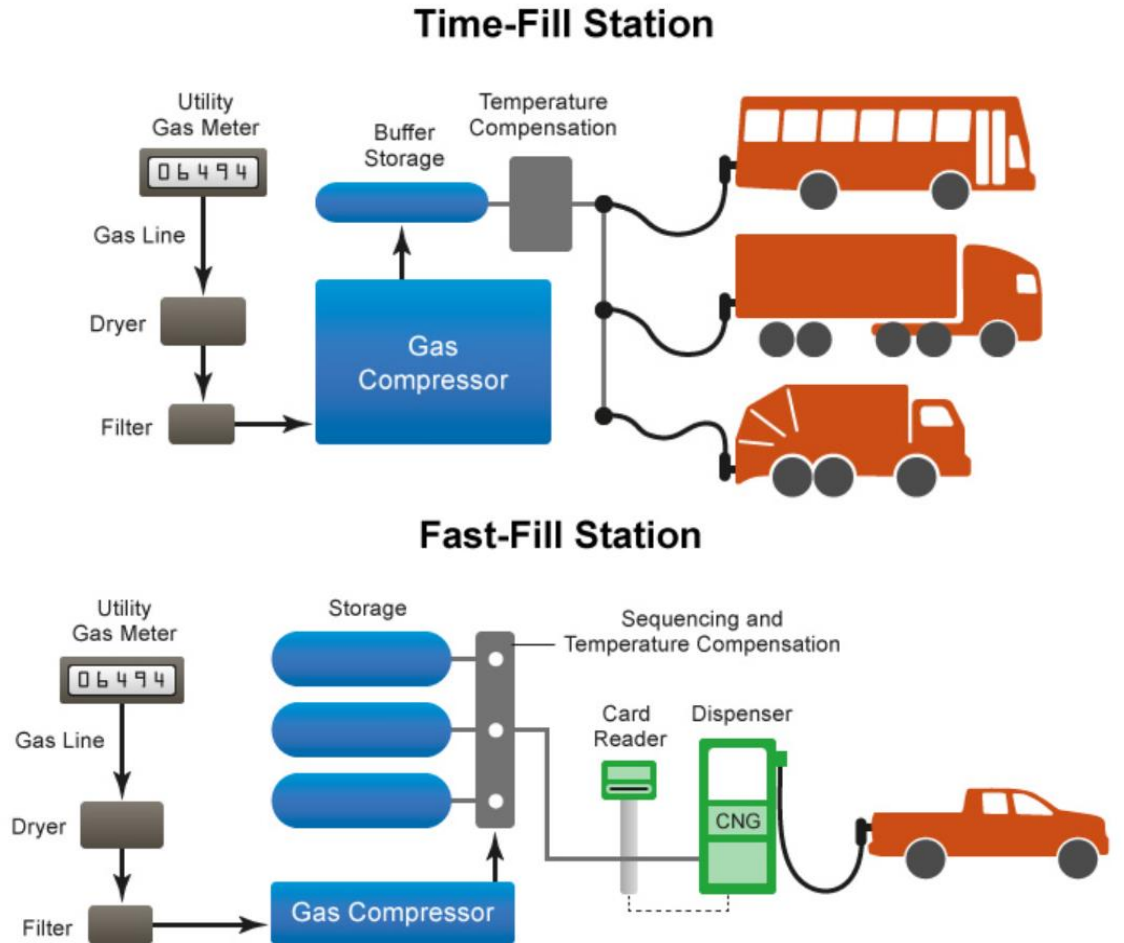 Time-Fill Station
Utility
Gas Meter
06494
Gas Line
Dryer
Filter
Buffer
Storage
Gas
Compressor
Temperature
Compensation
Fast-Fill Station
Utility
Gas Meter
06494
Gas Line
Dryer
Filter
Storage
Gas Compressor
Sequencing and
Temperature Compensation
Card
Reader
Dispenser
CNG